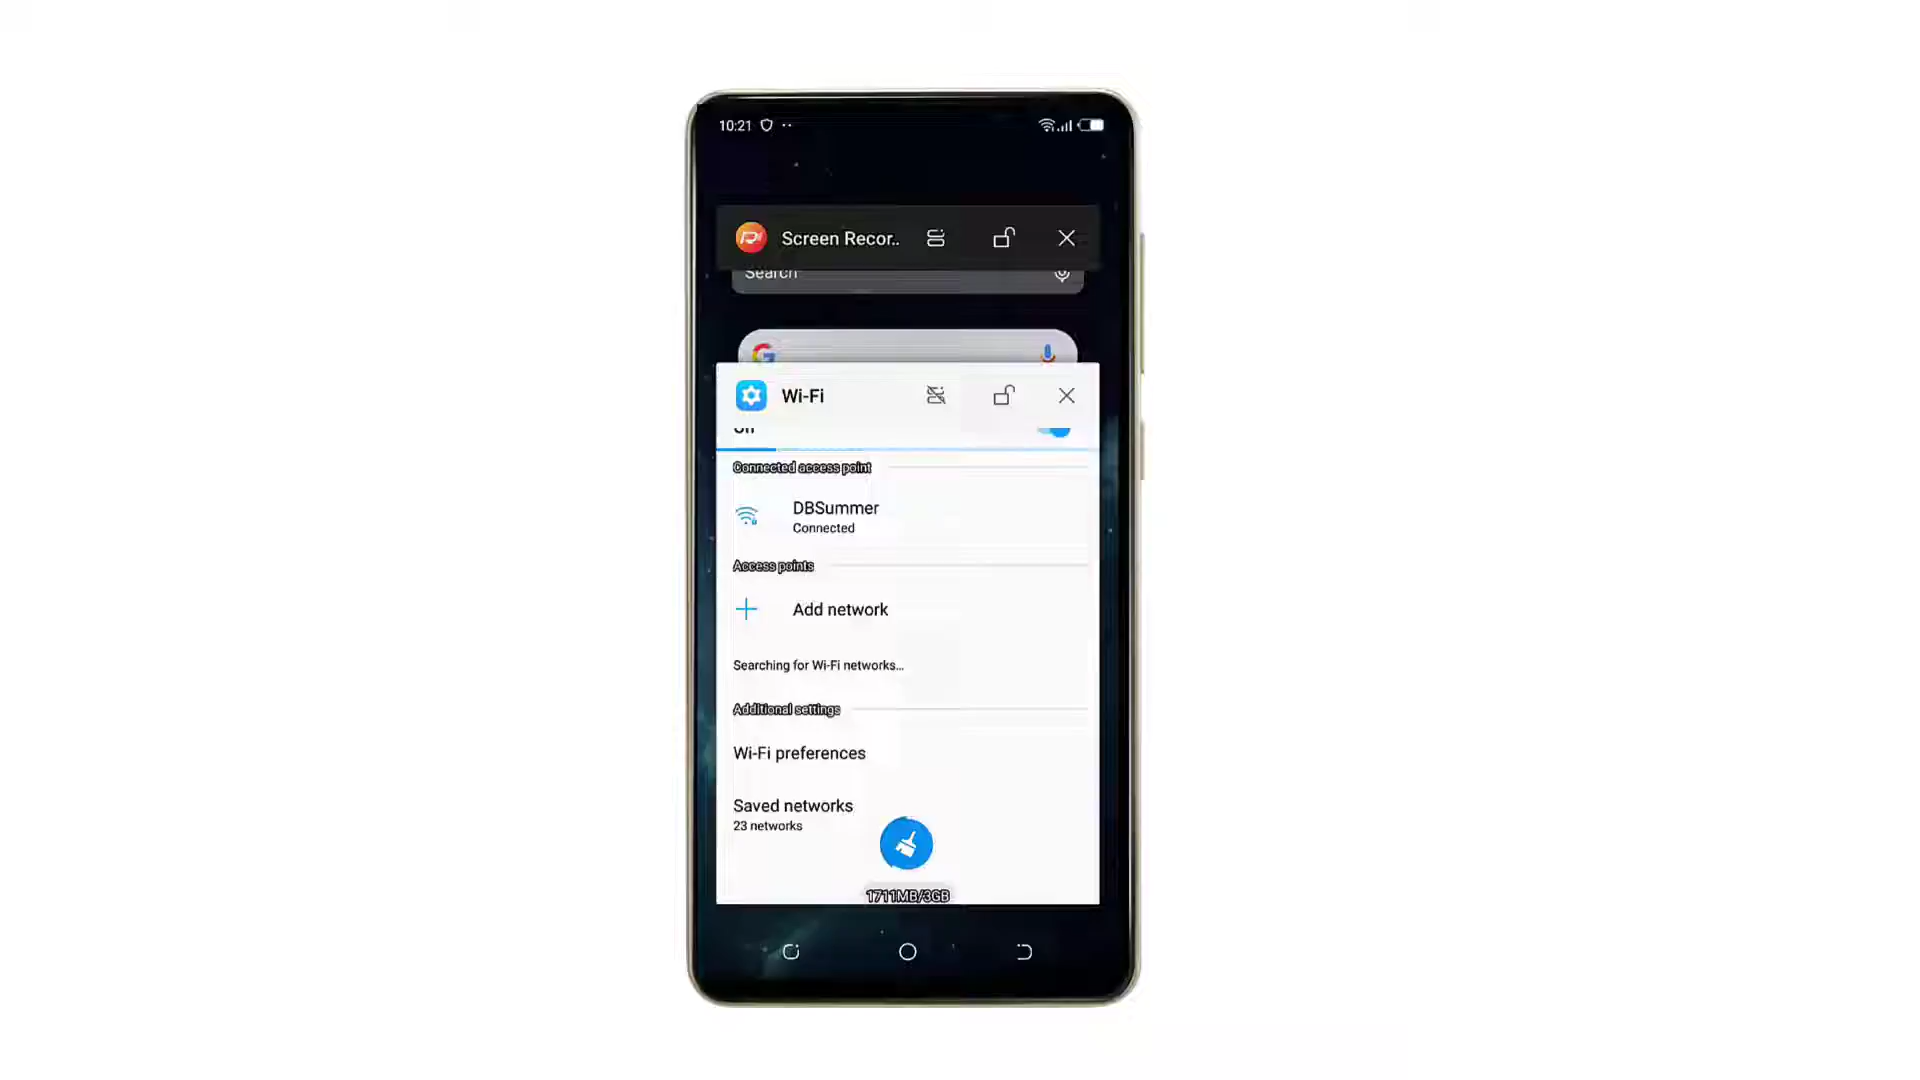 10:21
Screen Recor..
Search
Wi-Fi
On
Connected access point
DBSummer
Connected
Access points
Add network
Searching for Wi-Fi networks...
Additional settings
Wi-Fi preferences
Saved networks
23 networks
1711MB/3GB